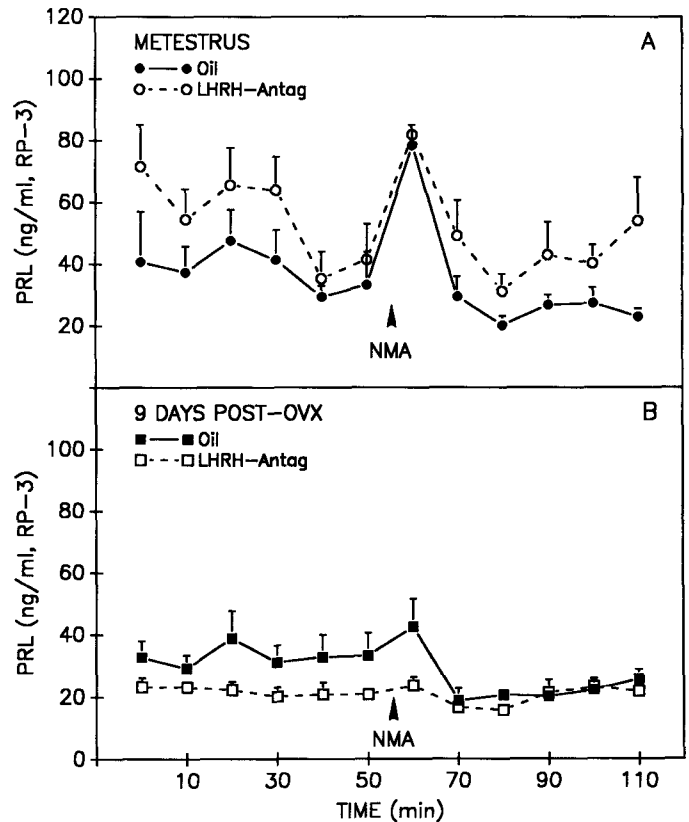 120
100
80
60
40
20
PRL (ng/ml, RP-3)
METESTRUS
Oil
LHRH-Antag
A
NMA
100
80
60
40
20
0
PRL (ng/ml, RP-3)
9 DAYS POST-OVX
Oil
LHRH-Antag
B
NMA
10 30 50 70 90 110
TIME (min)